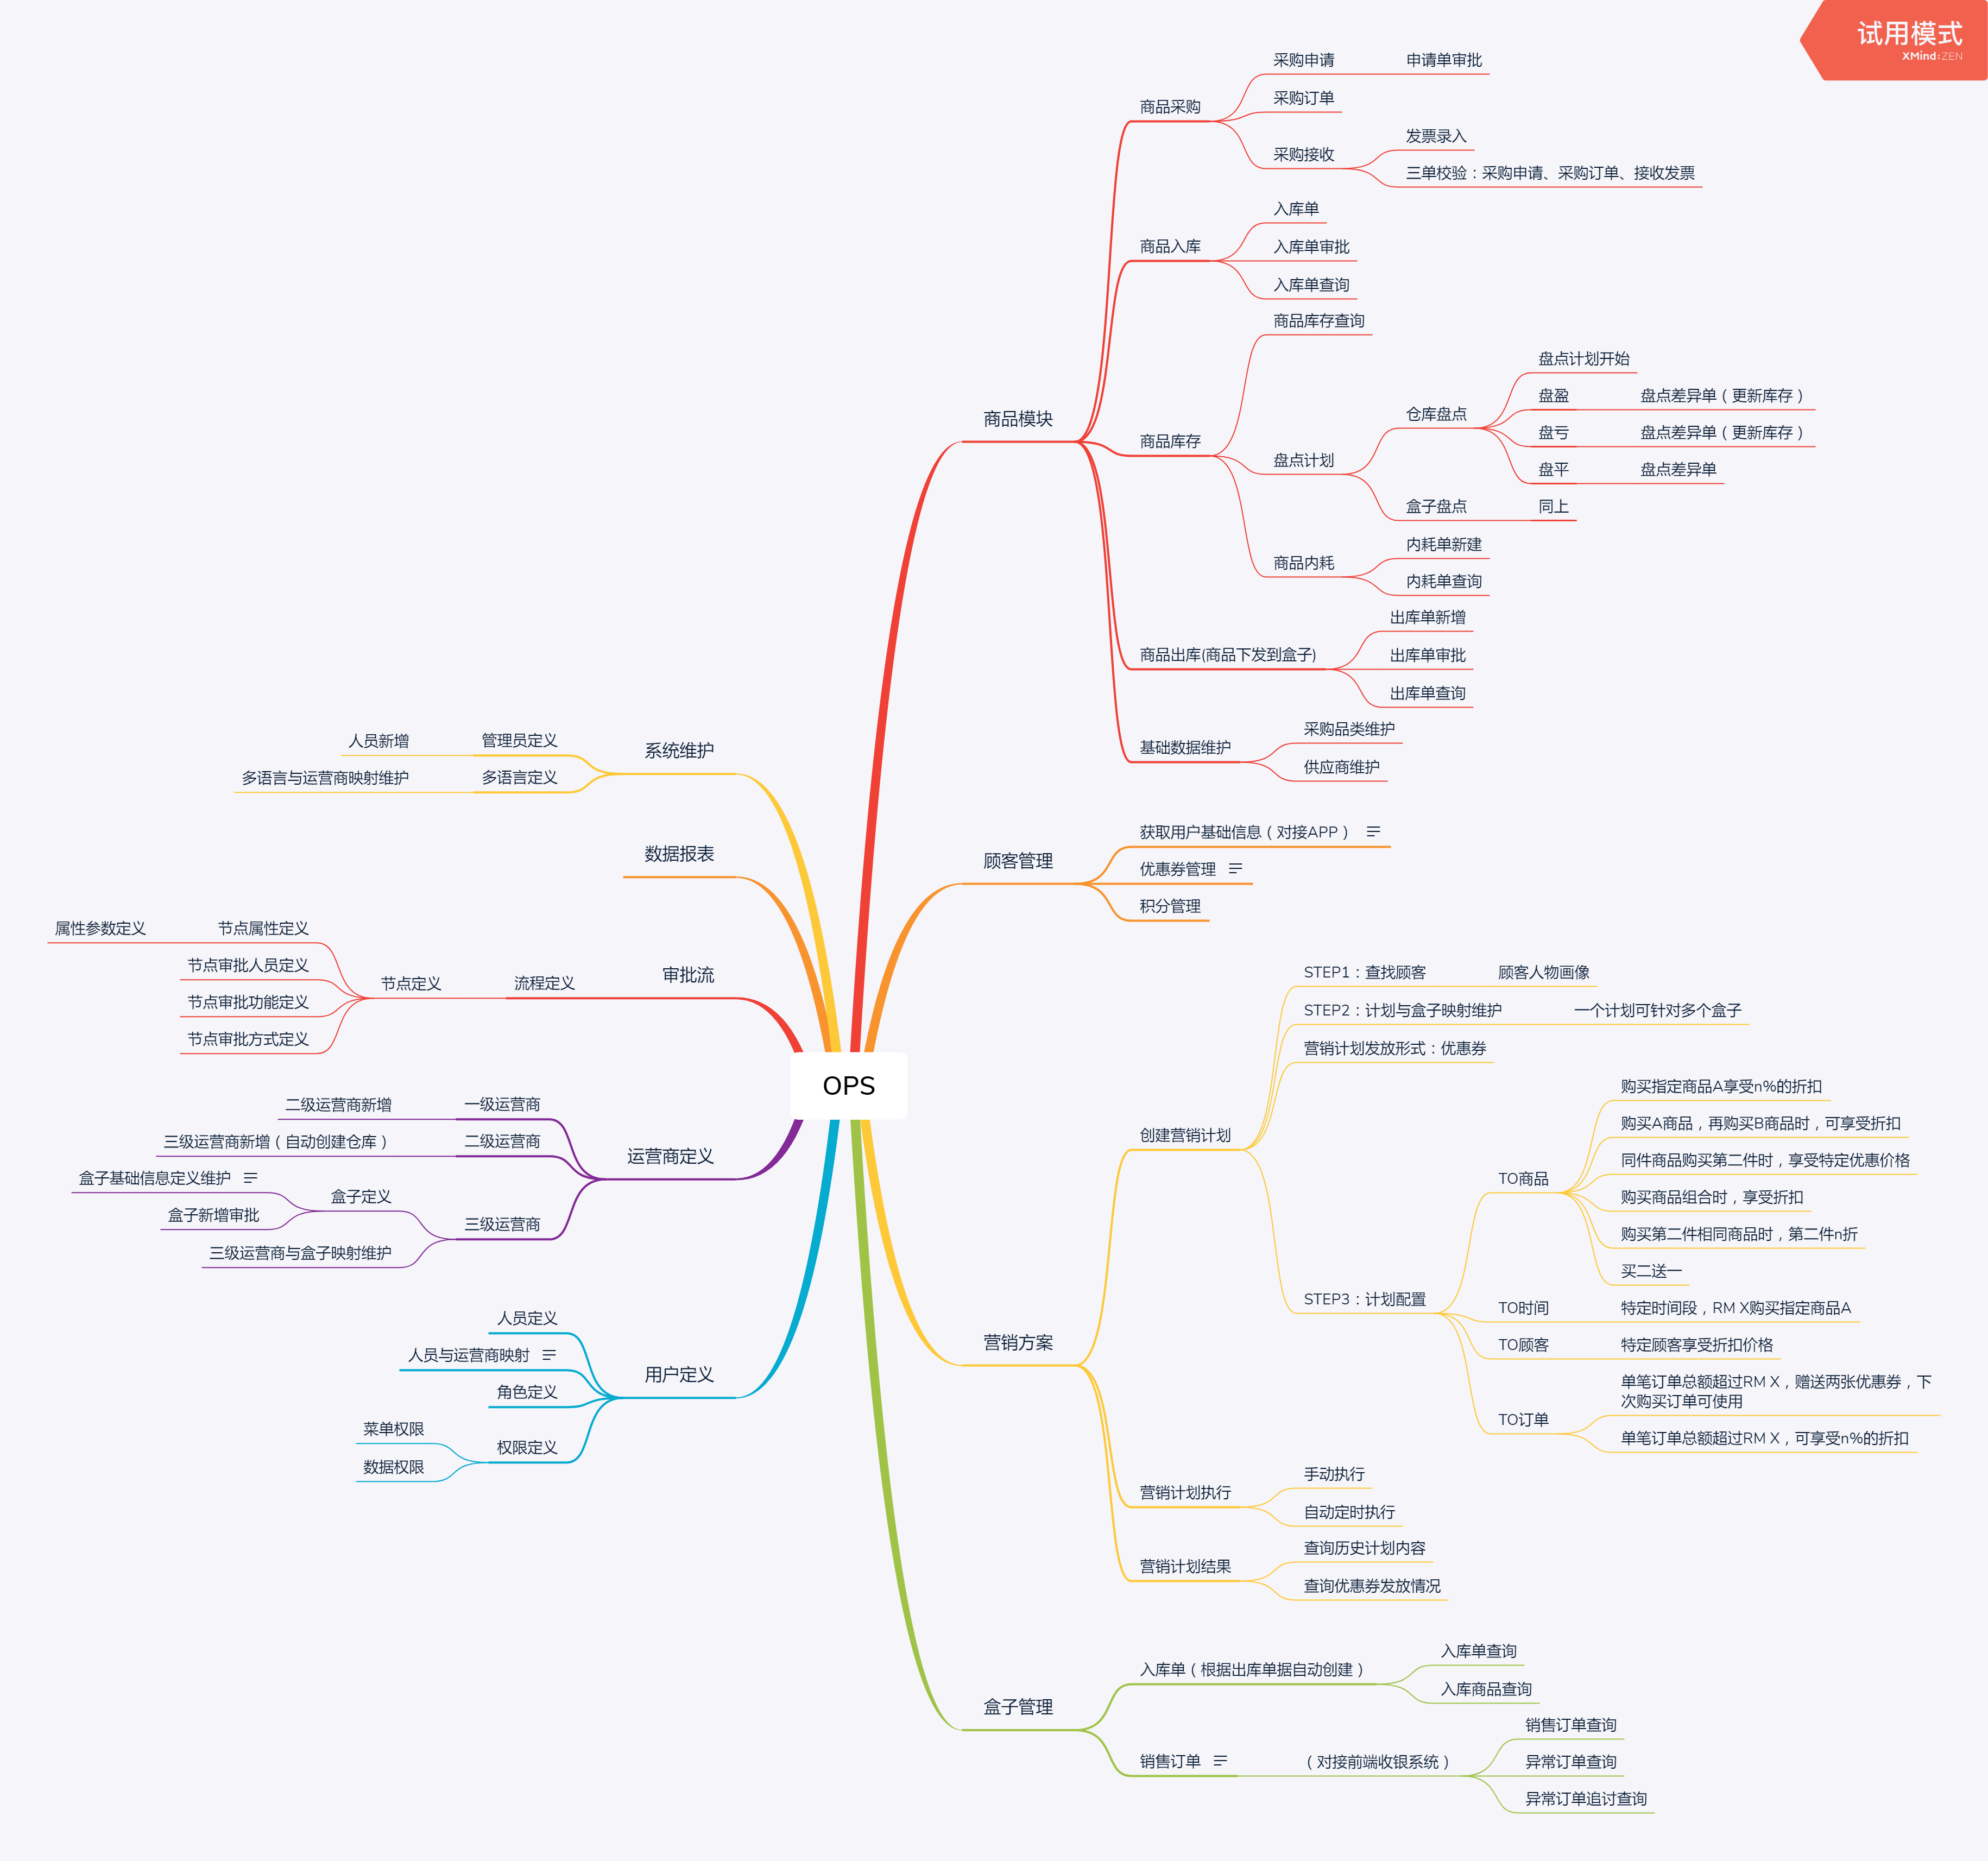 试用模式
XMind:ZEN
OPS
商品模块
商品采购
采购申请
申请单审批
采购订单
采购接收
发票录入
三单校验：采购申请、采购订单、接收发票
商品入库
入库单
入库单审批
入库单查询
商品库存
商品库存查询
盘点计划
仓库盘点
盘点计划开始
盘盈
盘点差异单（更新库存）
盘亏
盘点差异单（更新库存）
盘平
盘点差异单
盒子盘点
同上
商品内耗
内耗单新建
内耗单查询
商品出库(商品下发到盒子)
出库单新增
出库单审批
出库单查询
基础数据维护
采购品类维护
供应商维护
顾客管理
获取用户基础信息（对接APP）
优惠券管理
积分管理
营销方案
创建营销计划
STEP1：查找顾客
顾客人物画像
STEP2：计划与盒子映射维护
一个计划可针对多个盒子
营销计划发放形式：优惠券
STEP3：计划配置
TO商品
购买指定商品A享受n%的折扣
购买A商品，再购买B商品时，可享受折扣
同件商品购买第二件时，享受特定优惠价格
购买商品组合时，享受折扣
购买第二件相同商品时，第二件n折
买二送一
TO时间
特定时间段，RM X购买指定商品A
TO顾客
特定顾客享受折扣价格
TO订单
单笔订单总额超过RM X，赠送两张优惠券，下
次购买订单可使用
单笔订单总额超过RM X，可享受n%的折扣
营销计划执行
手动执行
自动定时执行
营销计划结果
查询历史计划内容
查询优惠券发放情况
盒子管理
入库单（根据出库单据自动创建）
入库单查询
入库商品查询
销售订单
（对接前端收银系统）
销售订单查询
异常订单查询
异常订单追讨查询
系统维护
管理员定义
人员新增
多语言定义
多语言与运营商映射维护
数据报表
审批流
流程定义
节点定义
节点属性定义
属性参数定义
节点审批人员定义
节点审批功能定义
节点审批方式定义
运营商定义
一级运营商
二级运营商新增
二级运营商
三级运营商新增（自动创建仓库）
三级运营商
盒子定义
盒子基础信息定义维护
盒子新增审批
三级运营商与盒子映射维护
用户定义
人员定义
人员与运营商映射
角色定义
权限定义
菜单权限
数据权限